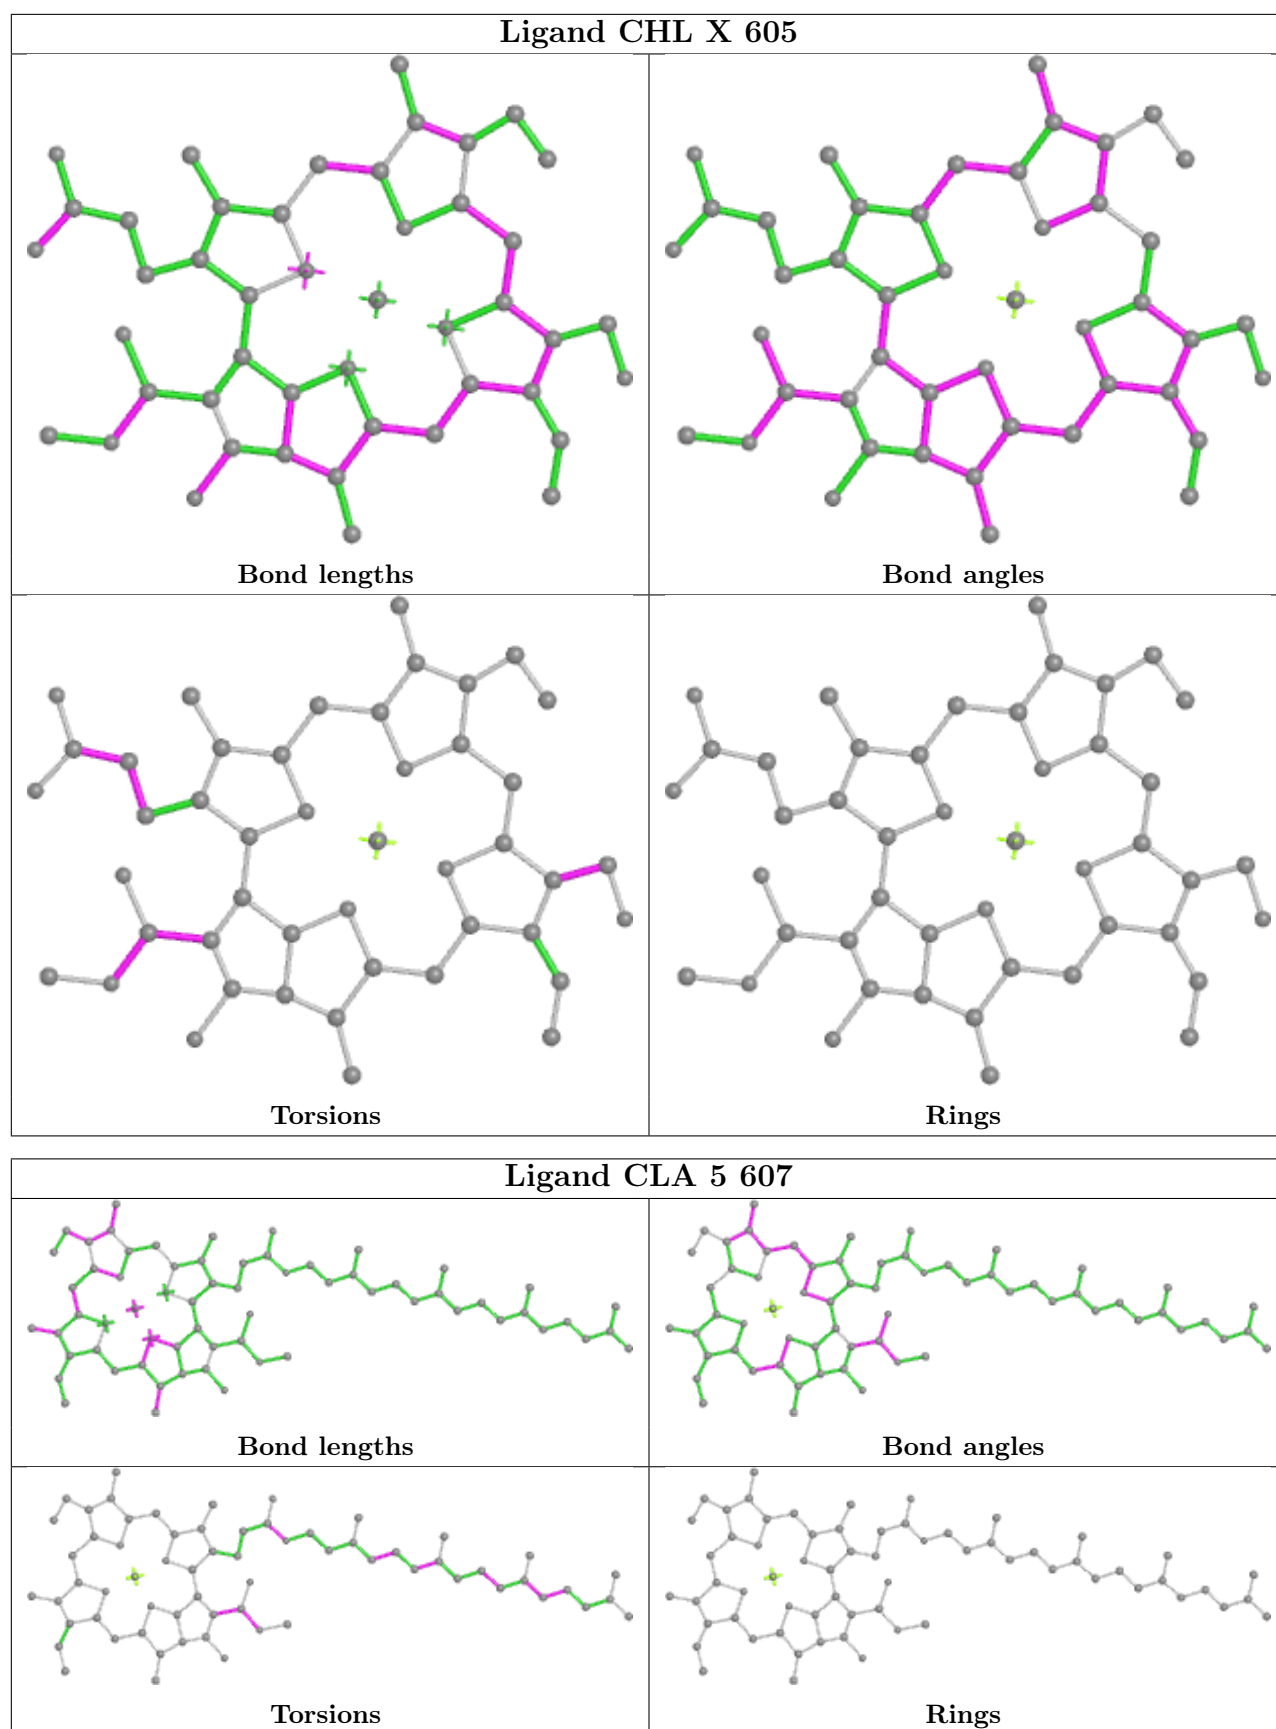 Ligand CHL X 605
Bond lengths
Bond angles
Torsions
Rings
Ligand CLA 5 607
Bond lengths
Bond angles
Torsions
Rings